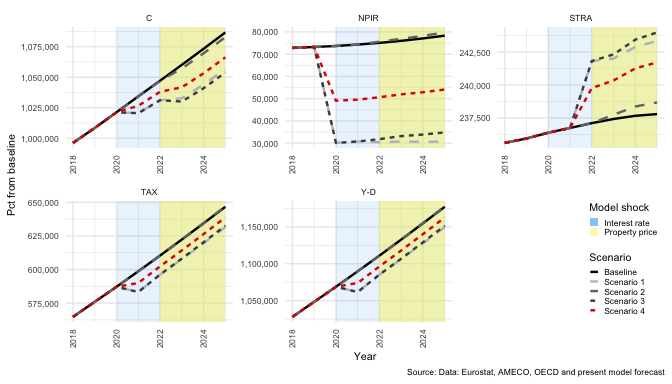 C
NPIR
STRA
1,075,000
1,050,000
1,025,000
1,000,000
80,000
70,000
60,000
50,000
40,000
30,000
242,500
240,000
237,500
2018
2020
2022
2024
2018
2020
2022
2024
2018
2020
2022
2024
Pct from baseline
TAX
Y-D
650,000
625,000
600,000
575,000
1,150,000
1,100,000
1,050,000
2018
2020
2022
2024
2018
2020
2022
2024
Year
Model shock
Interest rate
Property price
Scenario
Baseline
Scenario 1
Scenario 2
Scenario 3
Scenario 4
Source: Data: Eurostat, AMECO, OECD and present model forecast